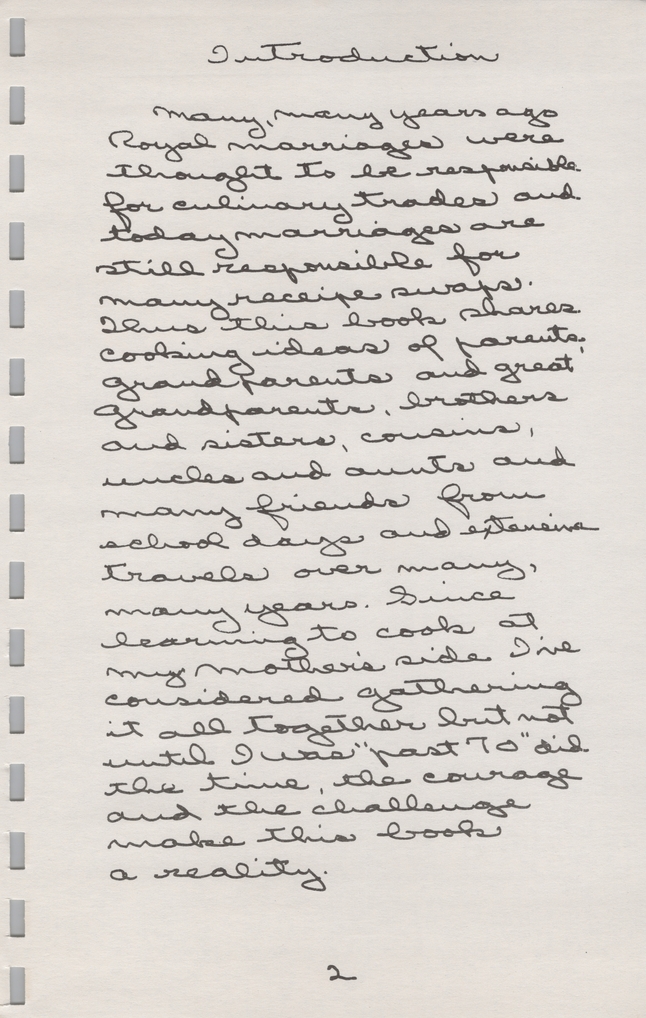 Introduction
Many, many years ago
Royal marriages were
thought to be responsible
for culinary trades and
today marriages are
still responsible for
many receipe swaps.
Thus this book shares
cooking ideas of parents,
grandparents and great
grandparents, brothers
and sisters, cousins,
uncles and aunts and
many friends from
school days and extensive
travels over many,
many years. Since
learning to cook at
my mother's side I've
considered gathering
it all together but not
until I was "past 70" did
the time, the courage
and the challenge
make this book
a reality.
2